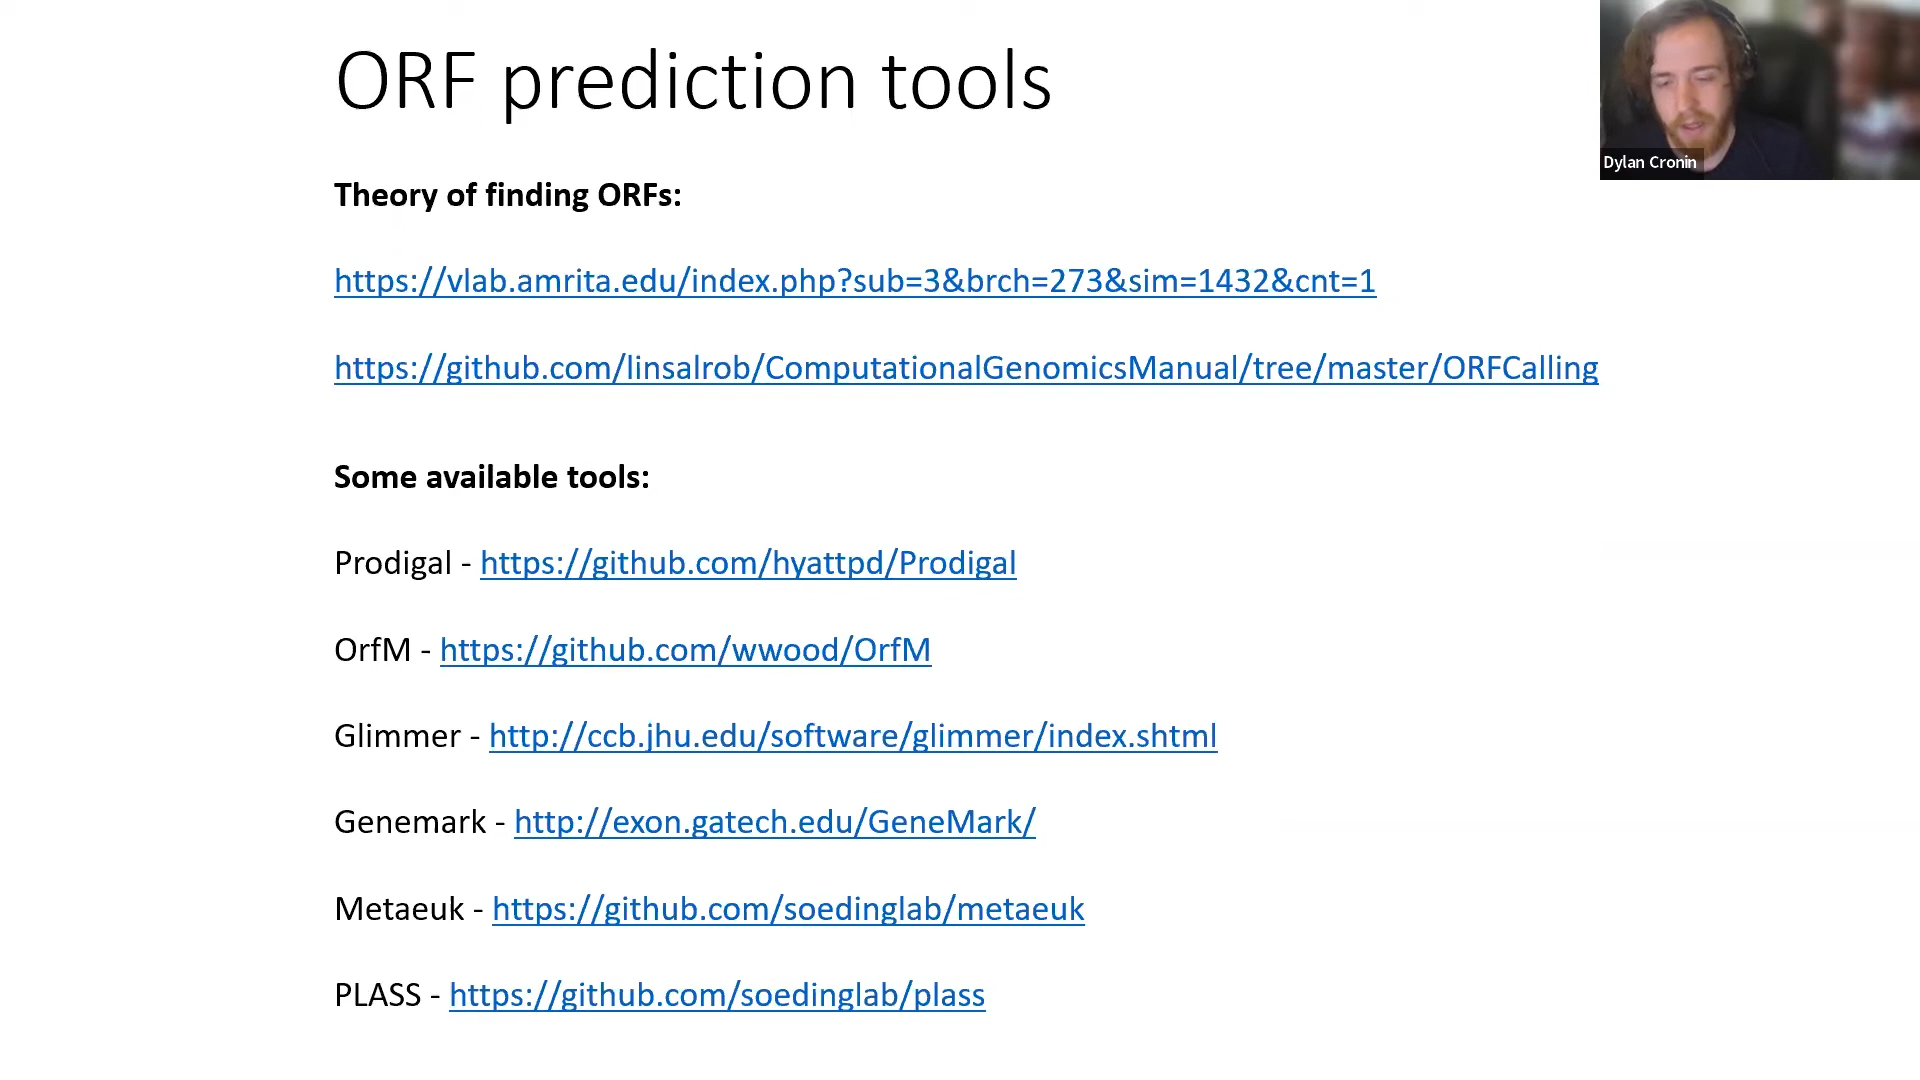 ORF prediction tools
Dylan Cronin
Theory of finding ORFs:
https://vlab.amrita.edu/index.php?sub=3&brch=273&sim=1432&cnt=1
https://github.com/linsalrob/ComputationalGenomicsManual/tree/master/ORFCalling
Some available tools:
Prodigal - https://github.com/hyattpd/Prodigal
OrfM - https://github.com/wwood/OrfM
Glimmer - http://ccb.jhu.edu/software/glimmer/index.shtml
Genemark - http://exon.gatech.edu/GeneMark/
Metaeuk - https://github.com/soedinglab/metaeuk
PLASS - https://github.com/soedinglab/plass